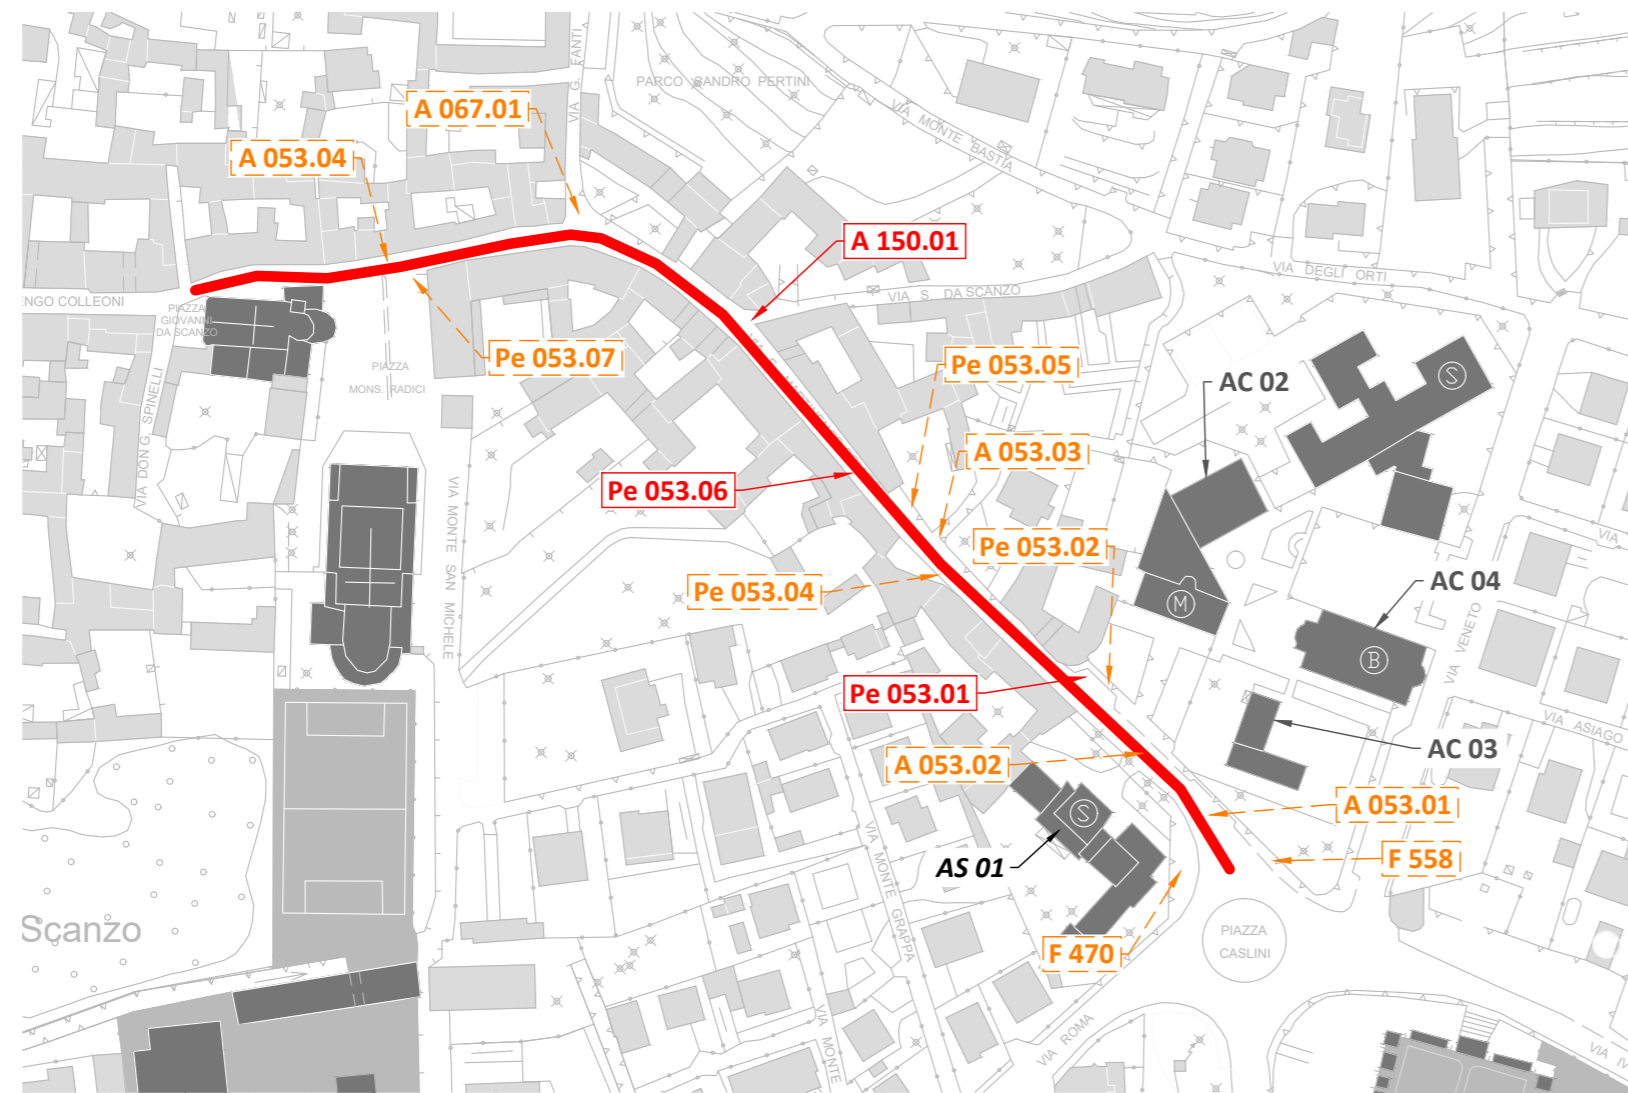 VIA G. FANTI
PARCO SANDRO PERTINI
A 067.01
VIA MONTE BASTIA
A 053.04
A 150.01
VIA DEGLI ORTI
ENGO COLLEONI
VIA S. DA SCANZO
PIAZZA
GIOVANNI
DA SCANZO
Pe 053.07
PIAZZA
MONS. RADICI
Pe 053.05
AC 02
S
VIA DON G. SPINELLI
A 053.03
Pe 053.06
VIA MONTE SAN MICHELE
Pe 053.02
VIA
Pe 053.04
AC 04
M
VIA VENETO
B
Pe 053.01
VIA ASIAGO
AC 03
A 053.02
A 053.01
S
VIA MONTE GRAPPA
AS 01
F 558
Scanzo
PIAZZA
CASLINI
F 470
VIA MONTE
VIA ROMA